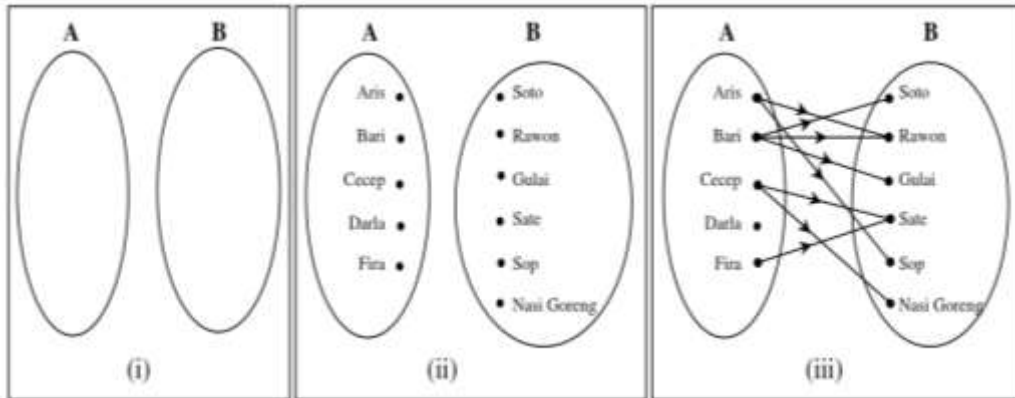 A B
(i)
A B
Aris Soto
Bari Rawon
Cecep Gulai
Darla Sate
Fira Sop
Nasi Goreng
(ii)
A B
Aris Soto
Bari Rawon
Cecep Gulai
Darla Sate
Fira Sop
Nasi Goreng
(iii)